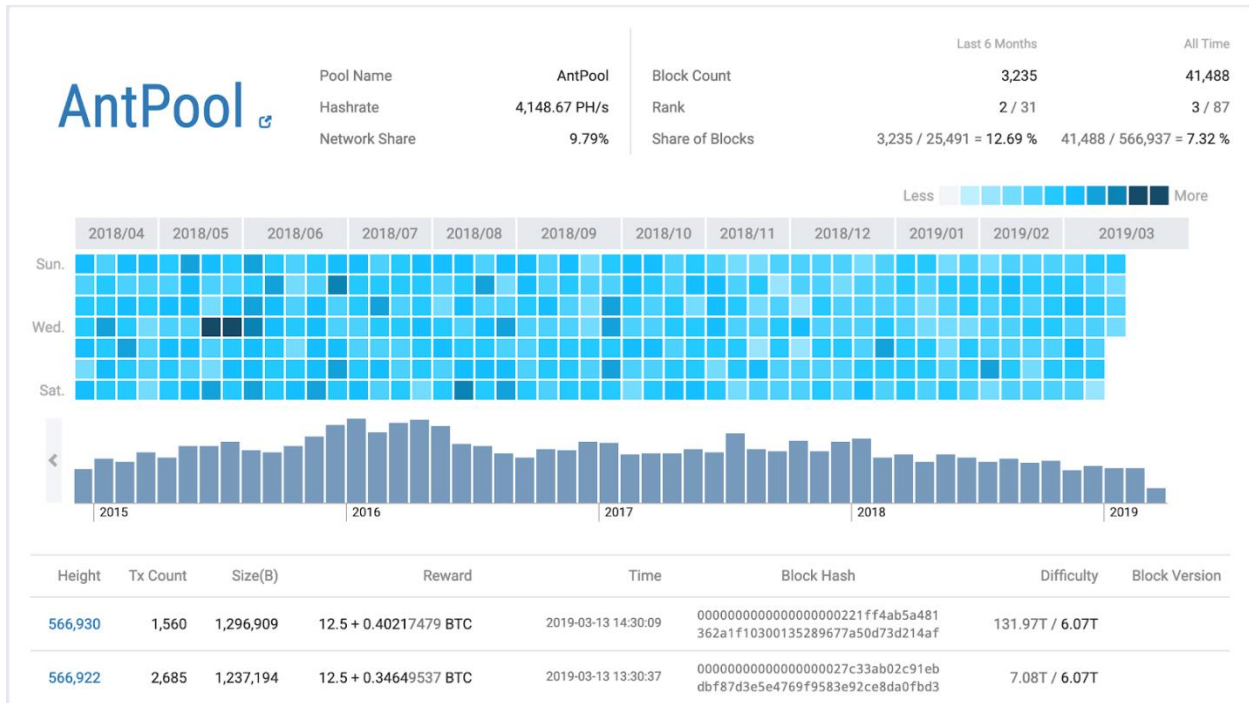 Last 6 Months All Time
AntPool
Pool Name AntPool Block Count 3,235 41,488
Hashrate 4,148.67 PH/s Rank 2 / 31 3 / 87
Network Share 9.79% Share of Blocks 3,235 / 25,491 = 12.69 % 41,488 / 566,937 = 7.32 %
Less More
2018/04 2018/05 2018/06 2018/07 2018/08 2018/09 2018/10 2018/11 2018/12 2019/01 2019/02 2019/03
Sun.
Wed.
Sat.
2015 2016 2017 2018 2019
Height Tx Count Size(B) Reward Time Block Hash Difficulty Block Version
566,930 1,560 1,296,909 12.5 + 0.40217479 BTC 2019-03-13 14:30:09 0000000000000000000221ff4ab5a481 131.97T / 6.07T
362a1f10300135289677a50d73d214af
566,922 2,685 1,237,194 12.5 + 0.34649537 BTC 2019-03-13 13:30:37 00000000000000000027c33ab02c91eb 7.08T / 6.07T
dbf87d3e5e4769f9583e92ce8da0fbd3